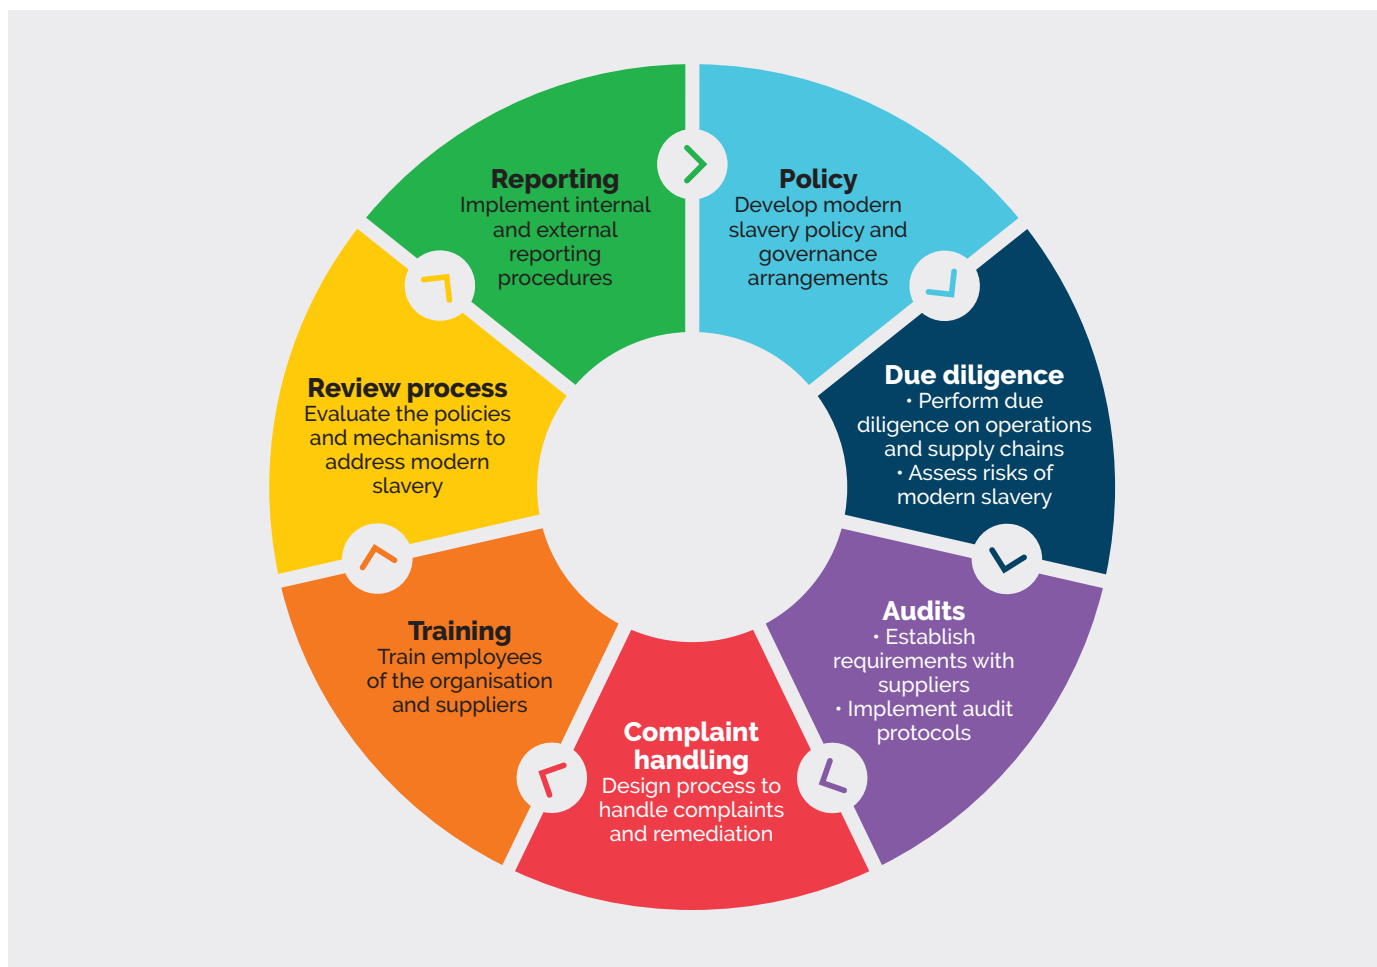 Policy
Develop modern
slavery policy and
governance
arrangements
Due diligence
• Perform due
diligence on operations
and supply chains
• Assess risks of
modern slavery
Audits
• Establish
requirements with
suppliers
• Implement audit
protocols
Complaint
handling
Design process to
handle complaints
and remediation
Training
Train employees
of the organisation
and suppliers
Review process
Evaluate the policies
and mechanisms to
address modern
slavery
Reporting
Implement internal
and external
reporting
procedures